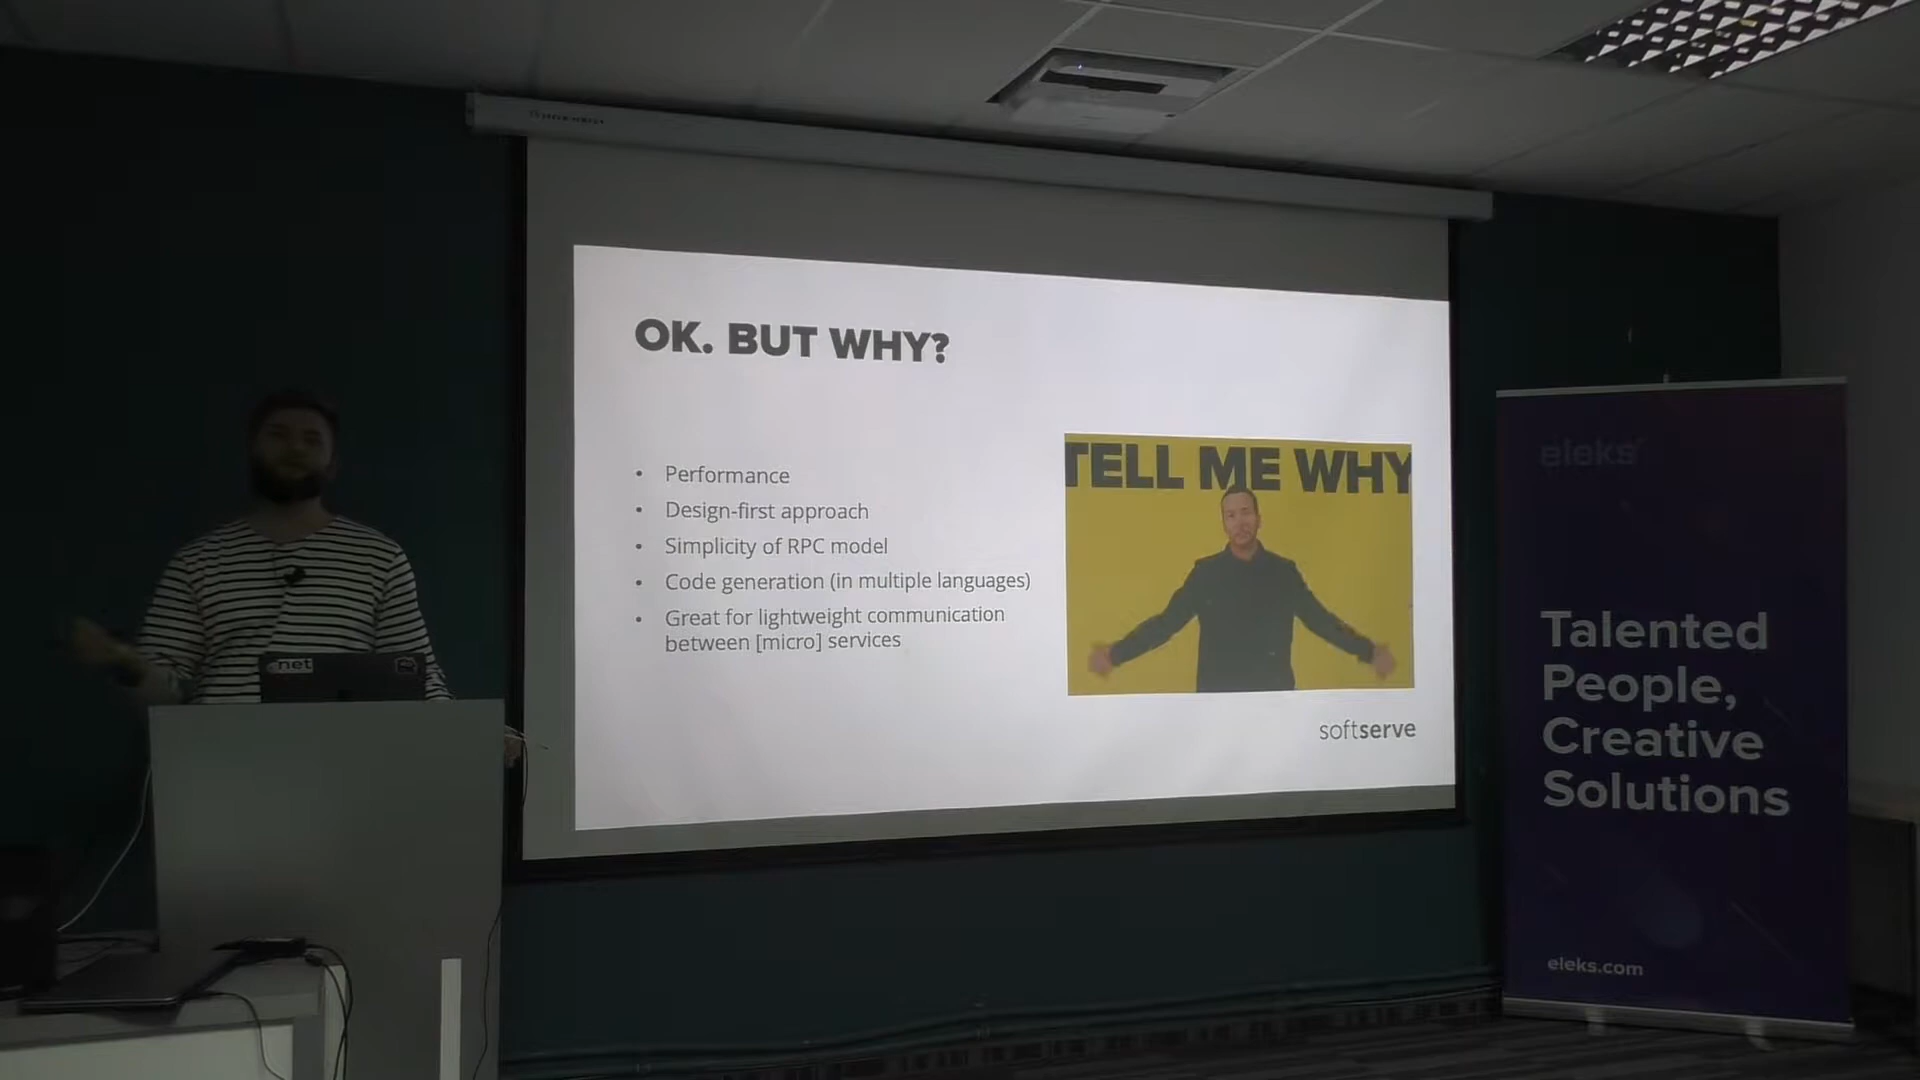 OK. BUT WHY?
• Performance
• Design-first approach
• Simplicity of RPC model
• Code generation (in multiple languages)
• Great for lightweight communication
between [micro] services
TELL ME WHY
softserve
.net
eleks
Talented
People,
Creative
Solutions
eleks.com